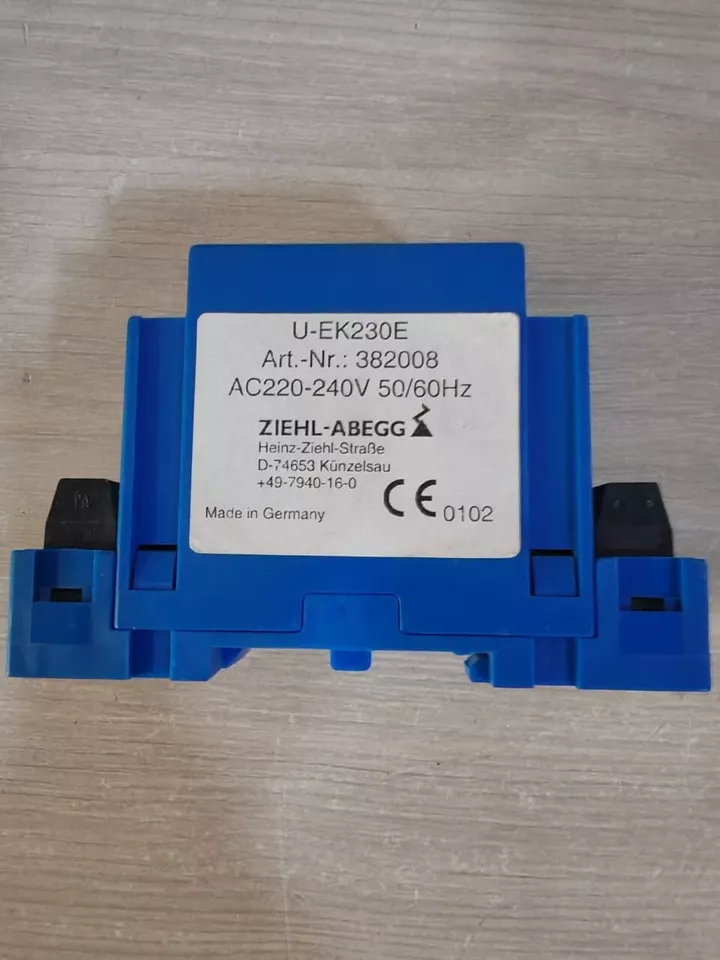 U-EK230E
Art.-Nr.: 382008
AC220-240V 50/60Hz
ZIEHL-ABEGG
Heinz-Ziehl-Straße
D-74653 Künzelsau
+49-7940-16-0
Made in Germany
CE 0102
PA